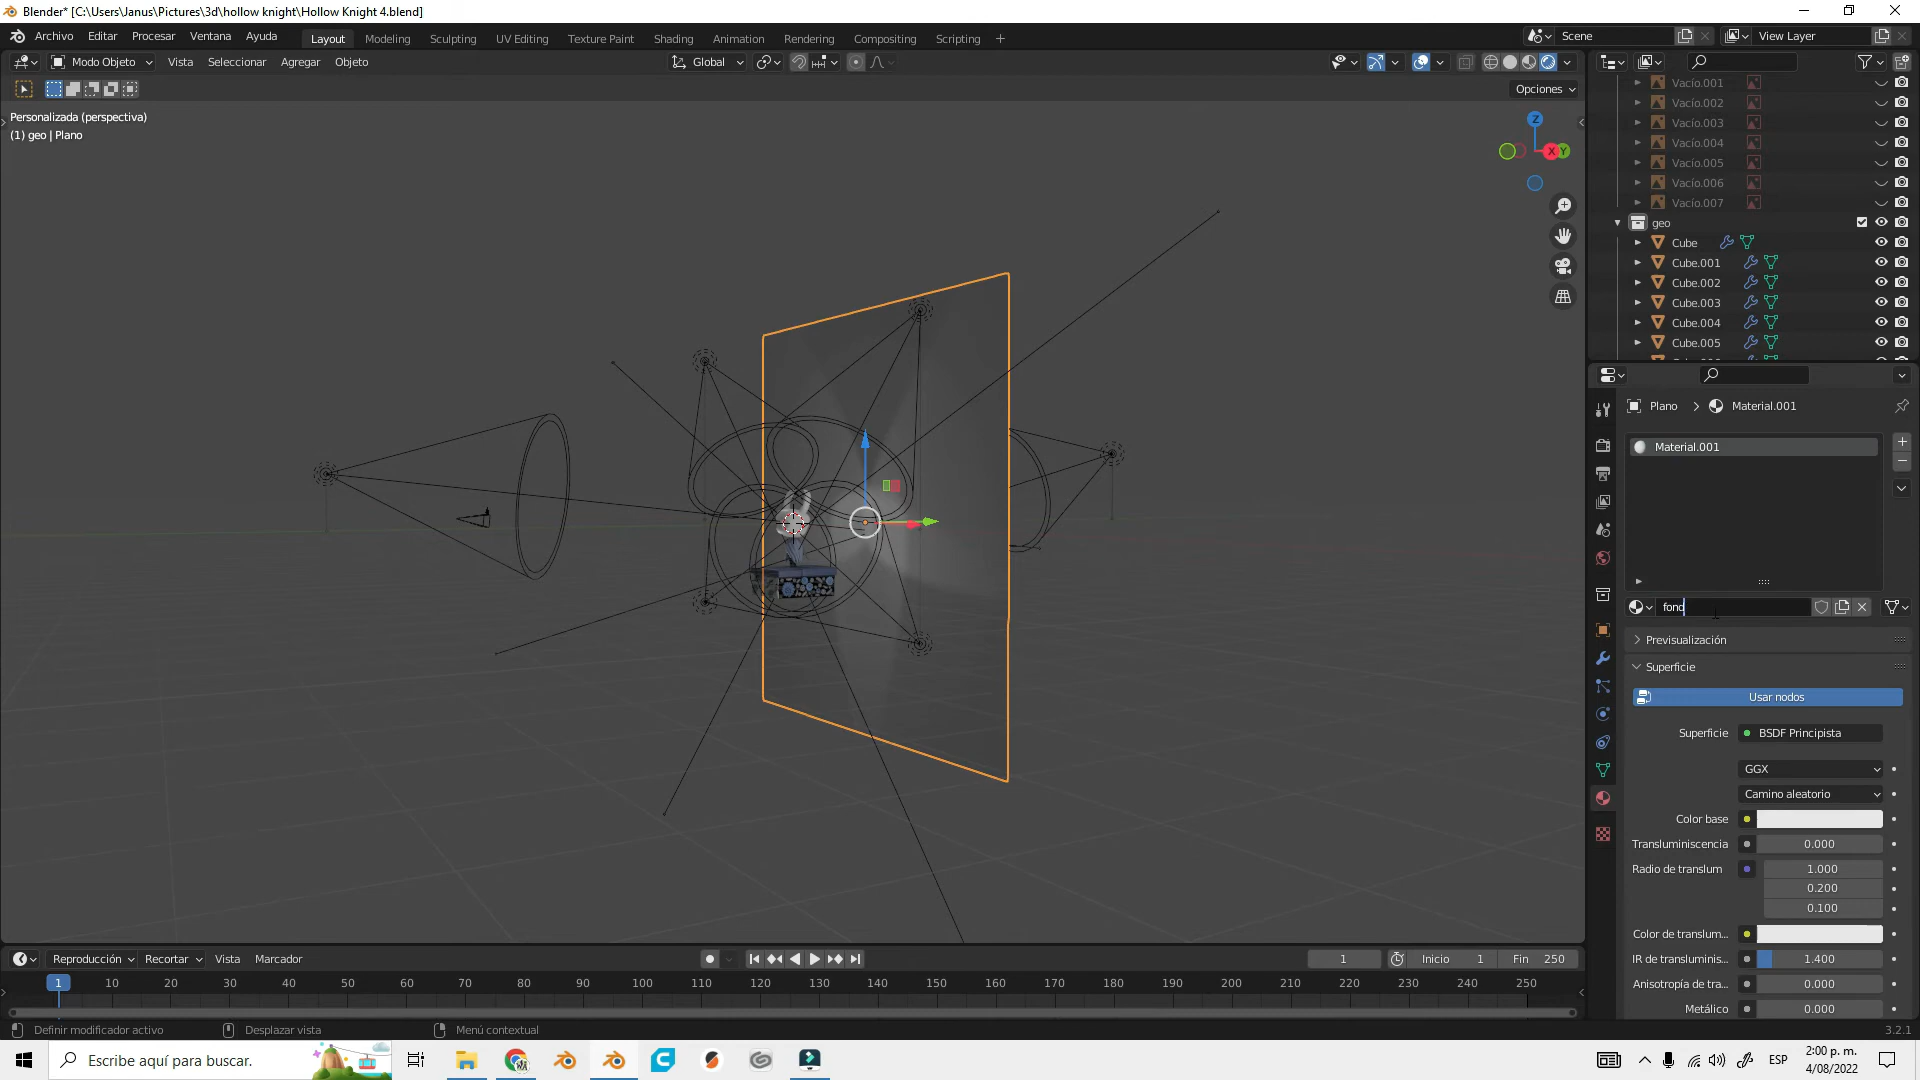 Blender* [C:\Users\Janus\Pictures\3d\hollow knight\Hollow Knight 4.blend]
Archivo Editar Procesar Ventana Ayuda Layout Modeling Sculpting UV Editing Texture Paint Shading Animation Rendering Compositing Scripting Scene View Layer
Modo Objeto Vista Seleccionar Agregar Objeto Global
Opciones
Personalizada (perspectiva)
(1) geo | Plano
Z
X Y
Vacío.001
Vacío.002
Vacío.003
Vacío.004
Vacío.005
Vacío.006
Vacío.007
geo
Cube
Cube.001
Cube.002
Cube.003
Cube.004
Cube.005
Plano Material.001
Material.001
fond
Previsualización
Superficie
Usar nodos
Superficie BSDF Principista
GGX
Camino aleatorio
Color base
Transluminiscencia 0.000
Radio de translum 1.000
0.200
0.100
Color de translum...
IR de transluminis... 1.400
Anisotropía de tra... 0.000
Metálico 0.000
Reproducción Recortar Vista Marcador 1 Inicio 1 Fin 250
1 10 20 30 40 50 60 70 80 90 100 110 120 130 140 150 160 170 180 190 200 210 220 230 240 250
Definir modificador activo Desplazar vista Menú contextual 3.2.1
Escribe aquí para buscar. ESP 2:00 p. m.
4/08/2022